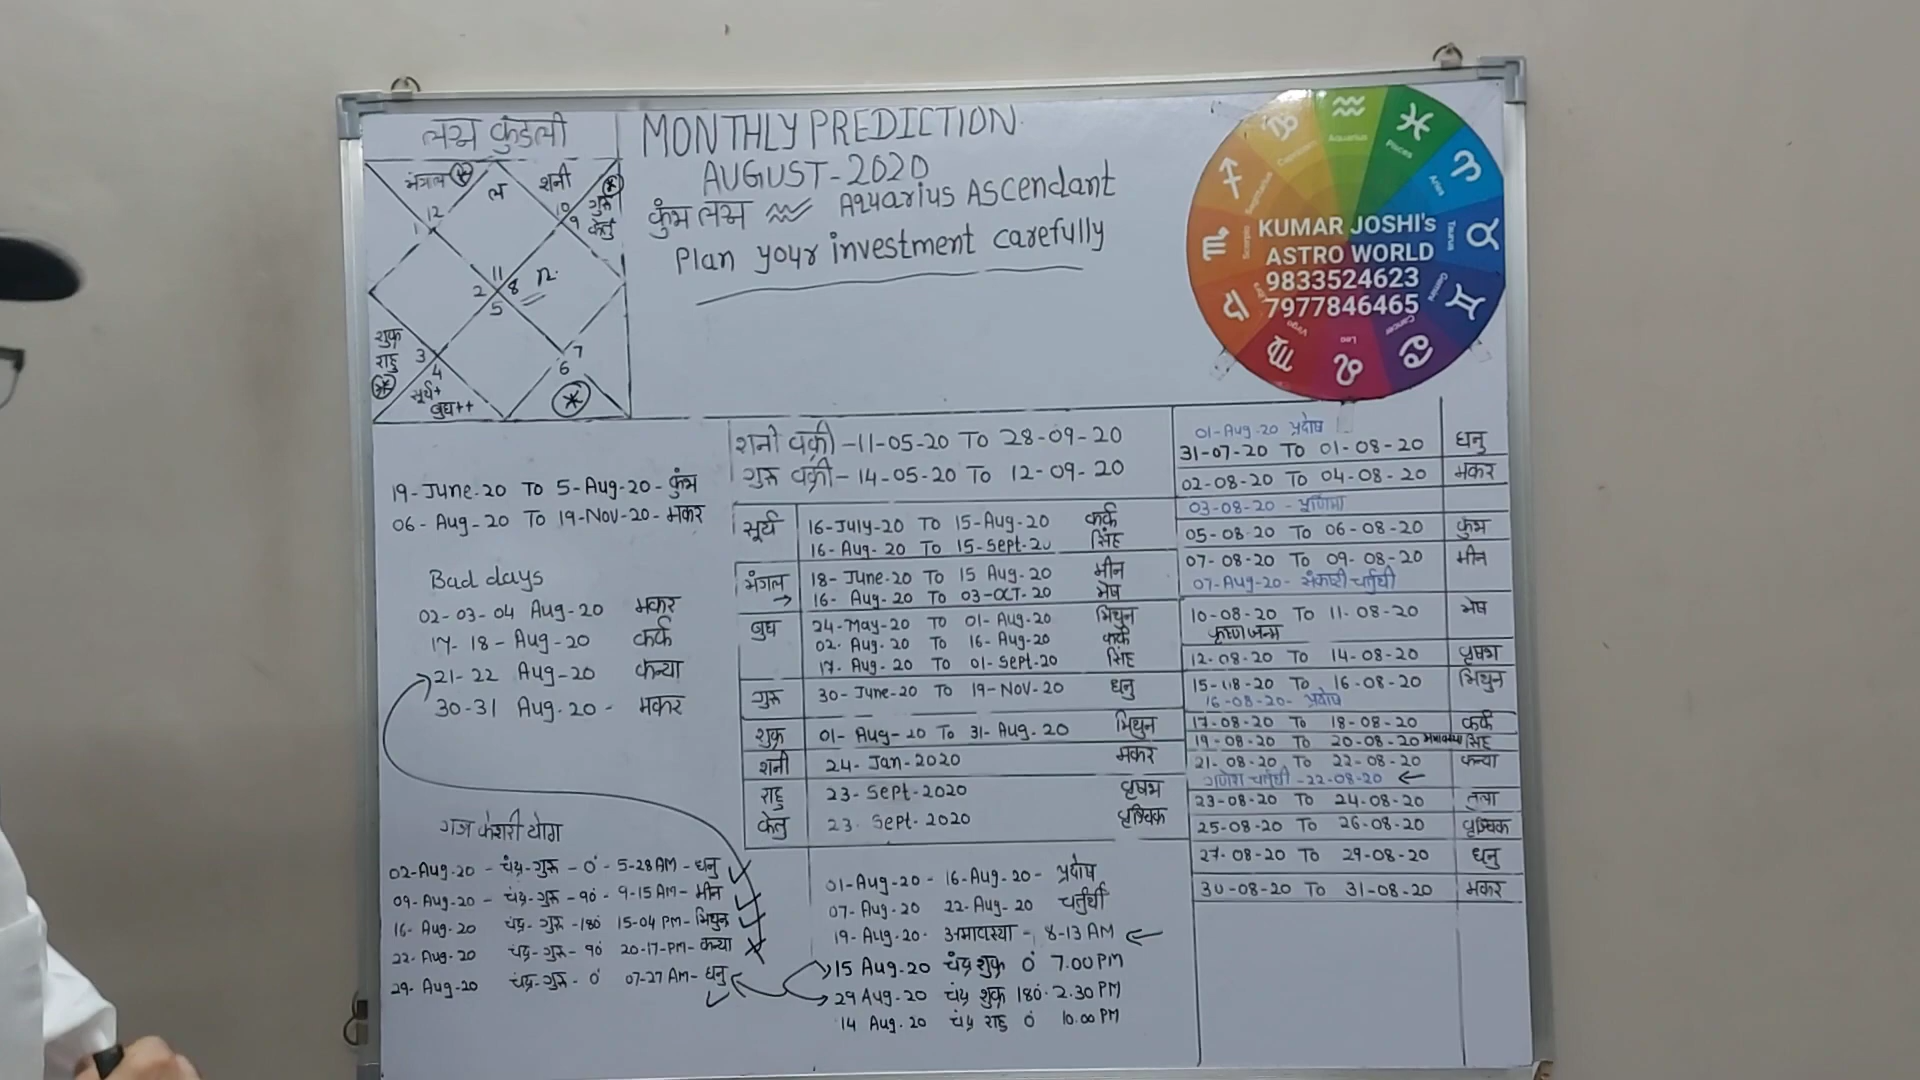 लग्न कुंडली
मंगल
ल
शनी
12
1
10
9
गुरु
केतु
11
2
8
5
शुक्र
राहु
3
4
सूर्य+
बुध++
7
6
MONTHLY PREDICTION
AUGUST-2020
कुंभ लग्न ♒ Aquarius Ascendant
Plan your investment carefully
KUMAR JOSHI's
ASTRO WORLD
9833524623
7977846465
Aquarius
Pisces
Aries
Taurus
Gemini
Cancer
Leo
Virgo
Scorpio
Sagittarius
Capricorn
19-June-20 TO 5-Aug-20-कुंभ
06-Aug-20 TO 19-Nov-20-मकर
Bad days
02-03-04 Aug-20 मकर
17-18-Aug-20 कर्क
21-22 Aug-20 कन्या
30-31 Aug-20- मकर
गज केशरी योग
02-Aug-20 - चंद्र-गुरु - 0° - 5-28 AM - धनु
09-Aug-20 - चंद्र-गुरु - 90° - 9-15 AM - मीन
16-Aug-20 चंद्र-गुरु -180° 15-04 PM- मिथुन
22-Aug-20 चंद्र-गुरु - 90° 20-17-PM- कन्या
29-Aug-20 चंद्र-गुरु - 0° 07-27 AM- धनु
शनी वक्री -11-05-20 TO 28-09-20
गुरु वक्री- 14-05-20 TO 12-09-20
सूर्य 16-July-20 TO 15-Aug-20 कर्क
16-Aug-20 TO 15-Sept-20 सिंह
मंगल 18-June-20 TO 15 Aug-20 मीन
→ 16-Aug-20 TO 03-OCT-20 मेष
बुध 24-May-20 TO 01-Aug-20 मिथुन
02-Aug-20 TO 16-Aug-20 कर्क
17-Aug-20 TO 01-Sept-20 सिंह
गुरु 30-June-20 TO 19-Nov-20 धनु
शुक्र 01-Aug-20 TO 31-Aug-20 मिथुन
शनी 24-Jan-2020 मकर
राहु 23-Sept-2020 वृषभ
केतु 23-Sept-2020 वृश्चिक
01-Aug-20 - 16-Aug-20- प्रदोष
07-Aug-20 22-Aug-20 चतुर्थी
19-Aug-20- अमावस्या - 8-13 AM ←
15 Aug-20 चंद्र शुक्र 0° 7.00 PM
29 Aug-20 चंद्र शुक्र 180° 2.30 PM
14 Aug-20 चंद्र राहु 0° 10.00 PM
01-Aug-20 प्रदोष
31-07-20 TO 01-08-20 धनु
02-08-20 TO 04-08-20 मकर
03-08-20 - पूर्णिमा
05-08-20 TO 06-08-20 कुंभ
07-08-20 TO 09-08-20 मीन
07-Aug-20- संकष्टी चतुर्थी
10-08-20 TO 11-08-20 मेष
कृष्ण जन्म
12-08-20 TO 14-08-20 वृषभ
15-08-20 TO 16-08-20 मिथुन
16-08-20- प्रदोष
17-08-20 TO 18-08-20 कर्क
19-08-20 TO 20-08-20 अमावस्या सिंह
21-08-20 TO 22-08-20 कन्या
गणेश चतुर्थी -22-08-20 ←
23-08-20 TO 24-08-20 तुला
25-08-20 TO 26-08-20 वृश्चिक
27-08-20 TO 29-08-20 धनु
30-08-20 TO 31-08-20 मकर